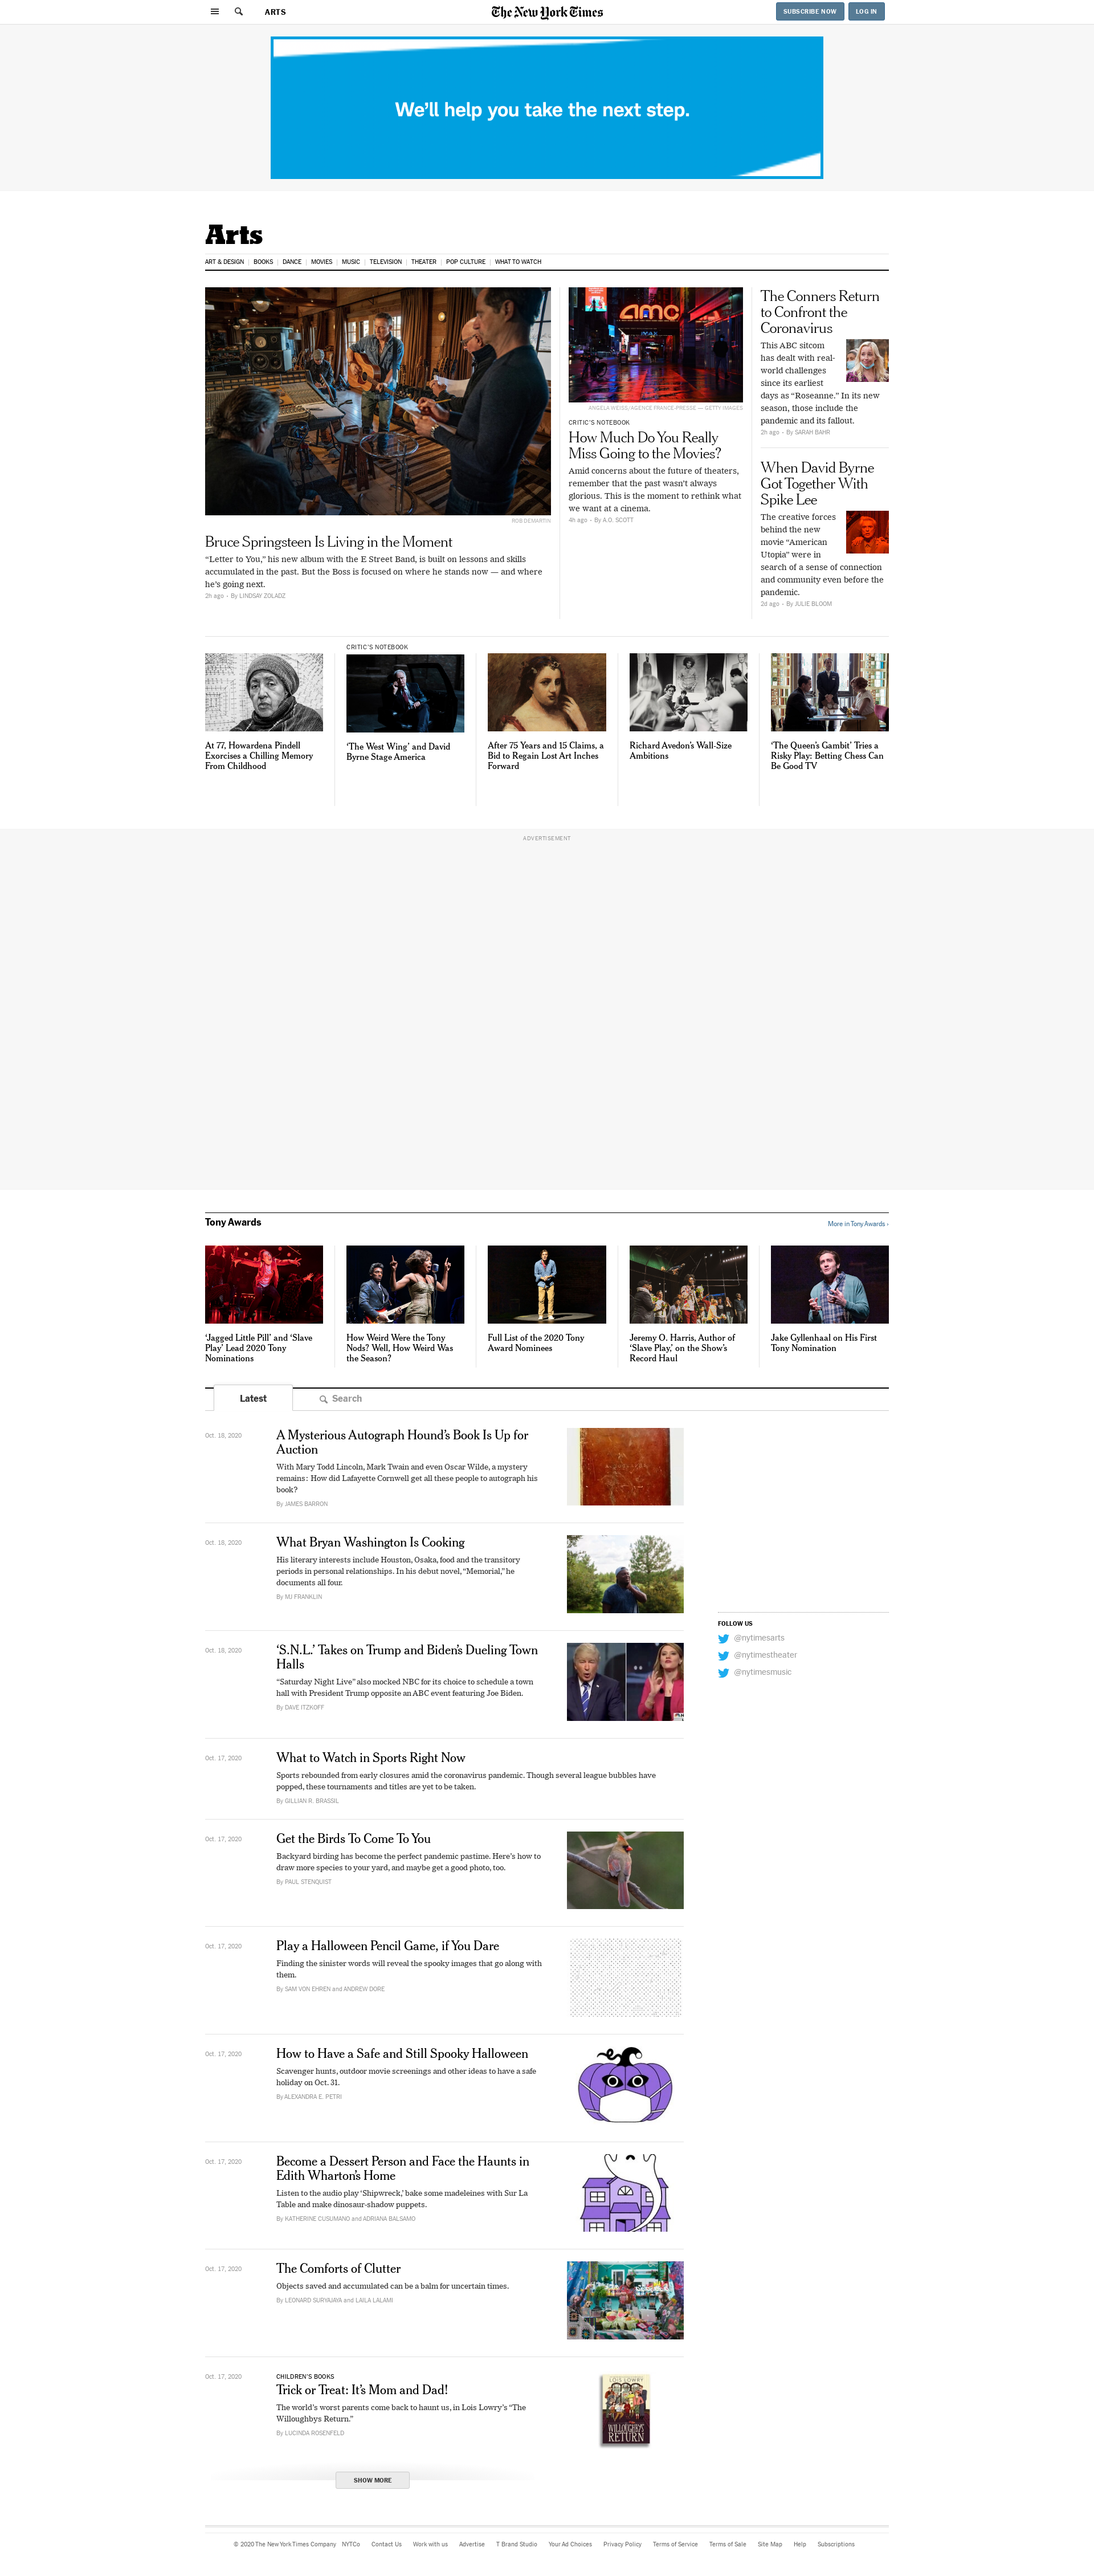 ARTS
The New York Times
SUBSCRIBE NOW
LOG IN
We'll help you take the next step.
Arts
ART & DESIGN
BOOKS
DANCE
MOVIES
MUSIC
TELEVISION
THEATER
POP CULTURE
WHAT TO WATCH
ROB DEMARTIN
Bruce Springsteen Is Living in the Moment
“Letter to You,” his new album with the E Street Band, is built on lessons and skills
accumulated in the past. But the Boss is focused on where he stands now — and where
he’s going next.
2h ago • By LINDSAY ZOLADZ
amc
IMAX
ANGELA WEISS/AGENCE FRANCE-PRESSE — GETTY IMAGES
CRITIC’S NOTEBOOK
How Much Do You Really
Miss Going to the Movies?
Amid concerns about the future of theaters,
remember that the past wasn’t always
glorious. This is the moment to rethink what
we want at a cinema.
4h ago • By A.O. SCOTT
The Conners Return
to Confront the
Coronavirus
This ABC sitcom
has dealt with real-
world challenges
since its earliest
days as “Roseanne.” In its new
season, those include the
pandemic and its fallout.
2h ago • By SARAH BAHR
When David Byrne
Got Together With
Spike Lee
The creative forces
behind the new
movie “American
Utopia” were in
search of a sense of connection
and community even before the
pandemic.
2d ago • By JULIE BLOOM
At 77, Howardena Pindell
Exorcises a Chilling Memory
From Childhood
CRITIC’S NOTEBOOK
‘The West Wing’ and David
Byrne Stage America
After 75 Years and 15 Claims, a
Bid to Regain Lost Art Inches
Forward
Richard Avedon’s Wall-Size
Ambitions
‘The Queen’s Gambit’ Tries a
Risky Play: Betting Chess Can
Be Good TV
ADVERTISEMENT
Tony Awards
More in Tony Awards ›
‘Jagged Little Pill’ and ‘Slave
Play’ Lead 2020 Tony
Nominations
How Weird Were the Tony
Nods? Well, How Weird Was
the Season?
Full List of the 2020 Tony
Award Nominees
Jeremy O. Harris, Author of
‘Slave Play,’ on the Show’s
Record Haul
Jake Gyllenhaal on His First
Tony Nomination
Latest
Search
Oct. 18, 2020
A Mysterious Autograph Hound’s Book Is Up for
Auction
With Mary Todd Lincoln, Mark Twain and even Oscar Wilde, a mystery
remains: How did Lafayette Cornwell get all these people to autograph his
book?
By JAMES BARRON
Oct. 18, 2020
What Bryan Washington Is Cooking
His literary interests include Houston, Osaka, food and the transitory
periods in personal relationships. In his debut novel, “Memorial,” he
documents all four.
By MJ FRANKLIN
Oct. 18, 2020
‘S.N.L.’ Takes on Trump and Biden’s Dueling Town
Halls
“Saturday Night Live” also mocked NBC for its choice to schedule a town
hall with President Trump opposite an ABC event featuring Joe Biden.
By DAVE ITZKOFF
FOLLOW US
@nytimesarts
@nytimestheater
@nytimesmusic
Oct. 17, 2020
What to Watch in Sports Right Now
Sports rebounded from early closures amid the coronavirus pandemic. Though several league bubbles have
popped, these tournaments and titles are yet to be taken.
By GILLIAN R. BRASSIL
Oct. 17, 2020
Get the Birds To Come To You
Backyard birding has become the perfect pandemic pastime. Here’s how to
draw more species to your yard, and maybe get a good photo, too.
By PAUL STENQUIST
Oct. 17, 2020
Play a Halloween Pencil Game, if You Dare
Finding the sinister words will reveal the spooky images that go along with
them.
By SAM VON EHREN and ANDREW DORE
Oct. 17, 2020
How to Have a Safe and Still Spooky Halloween
Scavenger hunts, outdoor movie screenings and other ideas to have a safe
holiday on Oct. 31.
By ALEXANDRA E. PETRI
Oct. 17, 2020
Become a Dessert Person and Face the Haunts in
Edith Wharton’s Home
Listen to the audio play ‘Shipwreck,’ bake some madeleines with Sur La
Table and make dinosaur-shadow puppets.
By KATHERINE CUSUMANO and ADRIANA BALSAMO
Oct. 17, 2020
The Comforts of Clutter
Objects saved and accumulated can be a balm for uncertain times.
By LEONARD SURYAJAYA and LAILA LALAMI
Oct. 17, 2020
CHILDREN’S BOOKS
Trick or Treat: It’s Mom and Dad!
The world’s worst parents come back to haunt us, in Lois Lowry’s “The
Willoughbys Return.”
By LUCINDA ROSENFELD
LOIS LOWRY
WILLOUGHBYS
RETURN
SHOW MORE
© 2020 The New York Times Company
NYTCo
Contact Us
Work with us
Advertise
T Brand Studio
Your Ad Choices
Privacy Policy
Terms of Service
Terms of Sale
Site Map
Help
Subscriptions